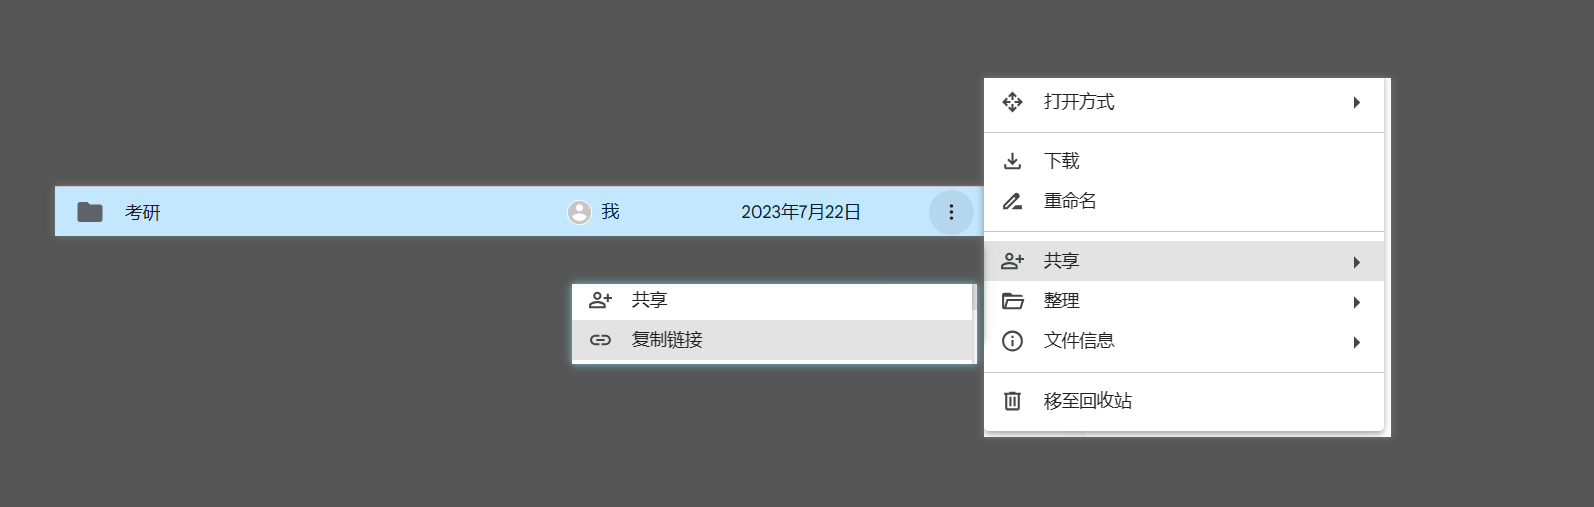 考研 我 2023年7月22日
共享
复制链接
打开方式
下载
重命名
共享
整理
文件信息
移至回收站